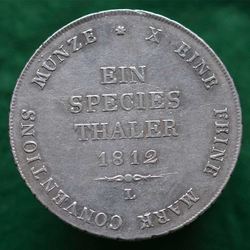 X EINE FEINE MARK CONVENTIONS MUNZE *
EIN
SPECIES
THALER
1812
L